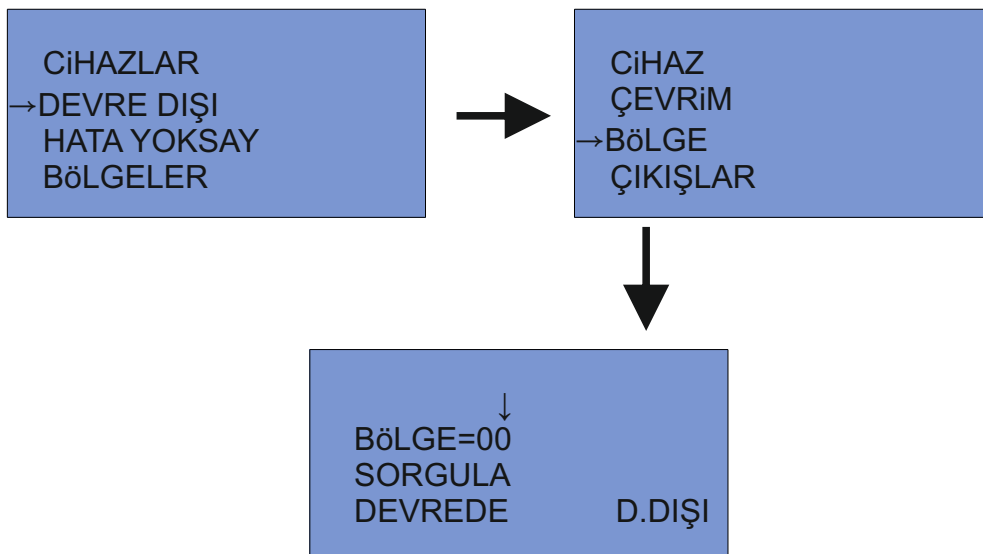 CiHAZLAR
→DEVRE DIŞI
HATA YOKSAY
BöLGELER
CiHAZ
ÇEVRiM
→BöLGE
ÇIKIŞLAR
↓
BöLGE=00
SORGULA
DEVREDE D.DIŞI